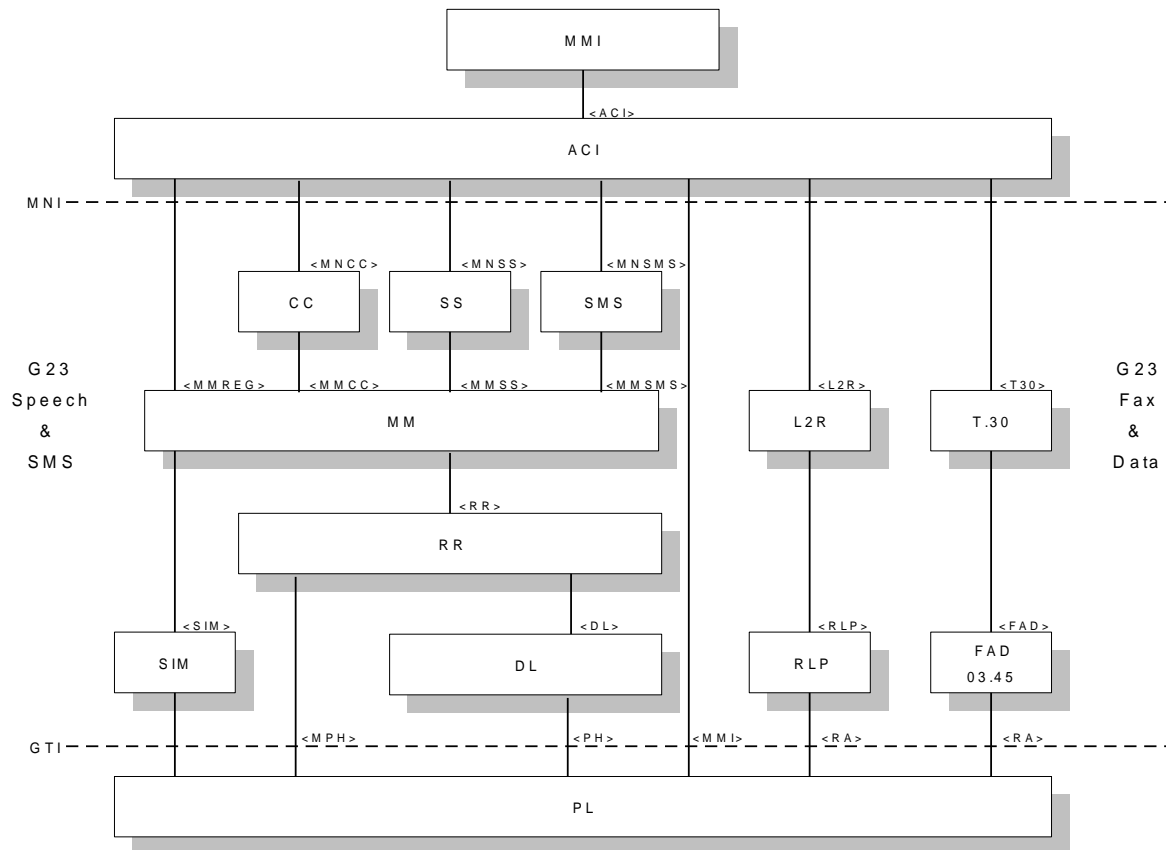 MMI
<ACI>
ACI
MNI
<MNCC> <MNSS> <MNSMS>
CC SS SMS
G23
Speech
&
SMS
<MMREG> <MMCC> <MMSS> <MMSMS> <L2R> <T30>
MM L2R T.30
G23
Fax
&
Data
<RR>
RR
<SIM> <DL> <RLP> <FAD>
SIM DL RLP FAD
03.45
GTI
<MPH> <PH> <MMI> <RA> <RA>
PL